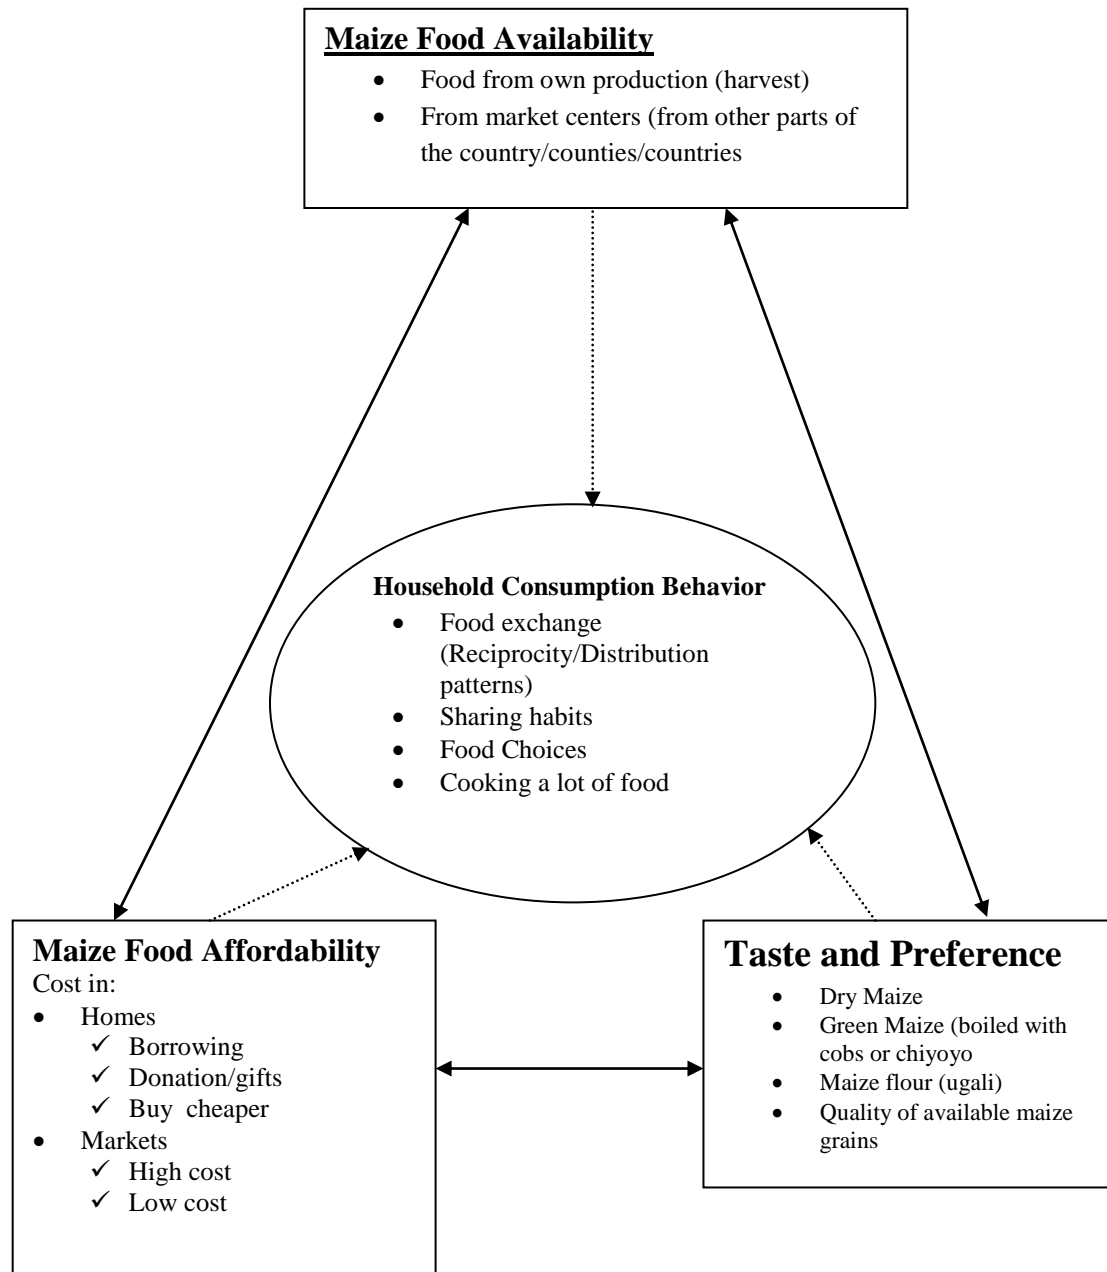 Maize Food Availability
• Food from own production (harvest)
• From market centers (from other parts of
the country/counties/countries
Household Consumption Behavior
• Food exchange
(Reciprocity/Distribution
patterns)
• Sharing habits
• Food Choices
• Cooking a lot of food
Maize Food Affordability
Cost in:
• Homes
✓ Borrowing
✓ Donation/gifts
✓ Buy cheaper
• Markets
✓ High cost
✓ Low cost
Taste and Preference
• Dry Maize
• Green Maize (boiled with
cobs or chiyoyo
• Maize flour (ugali)
• Quality of available maize
grains